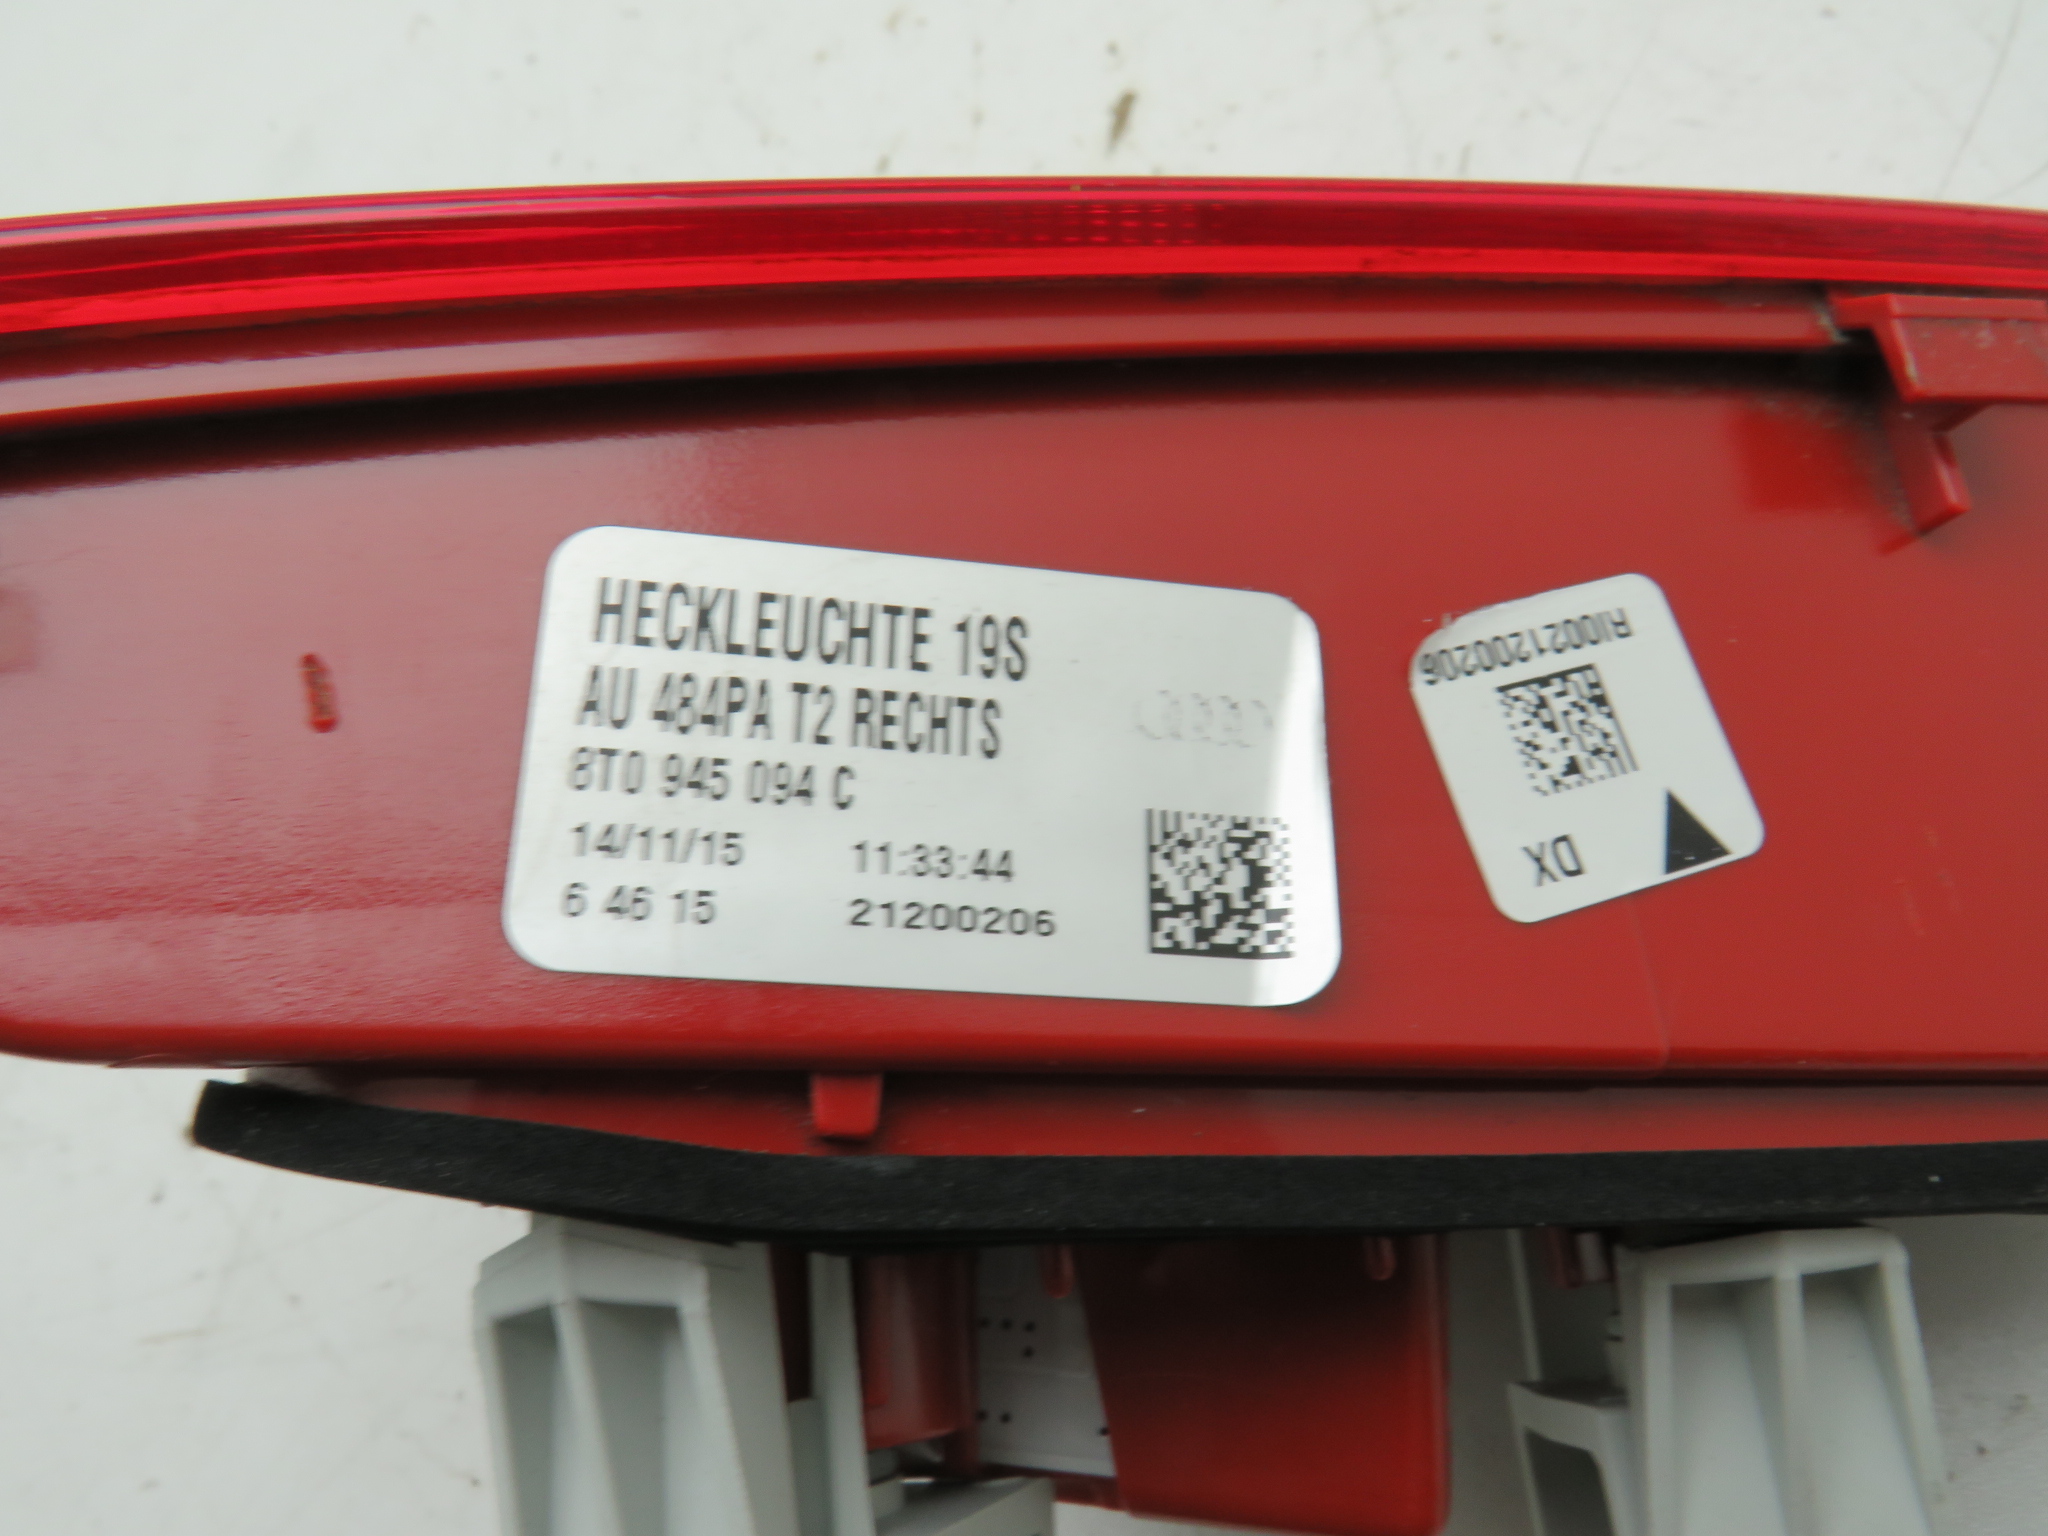 HECKLEUCHTE 19S
AU 484PA T2 RECHTS
8T0 945 094 C
14/11/15 11:33:44
6 46 15 21200206
RI0021200206
DX